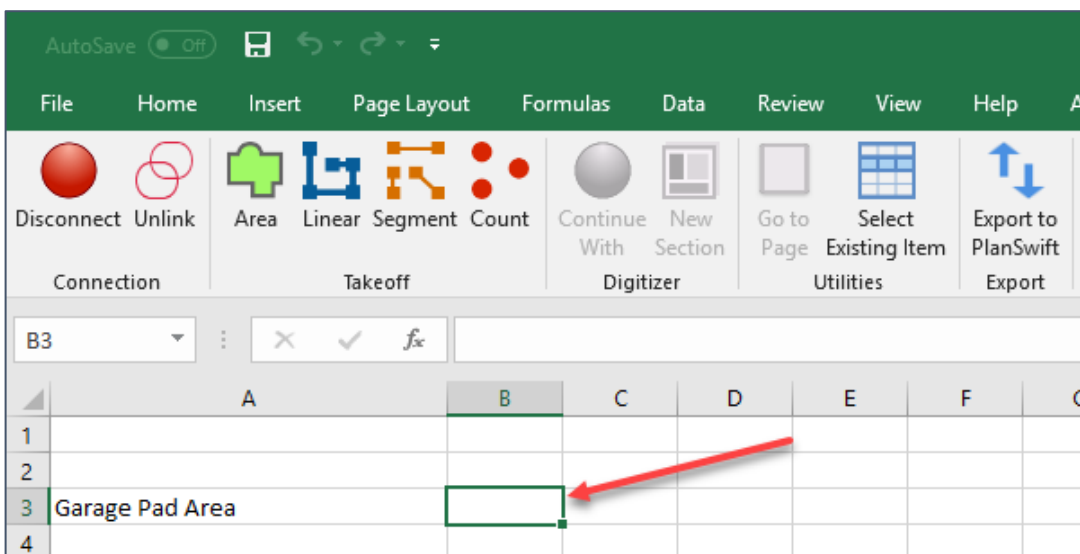 AutoSave Off
File Home Insert Page Layout Formulas Data Review View Help A
Disconnect Unlink Area Linear Segment Count Continue With New Section Go to Page Select Existing Item Export to PlanSwift
Connection Takeoff Digitizer Utilities Export
B3 fx
A B C D E F
1
2
3 Garage Pad Area
4